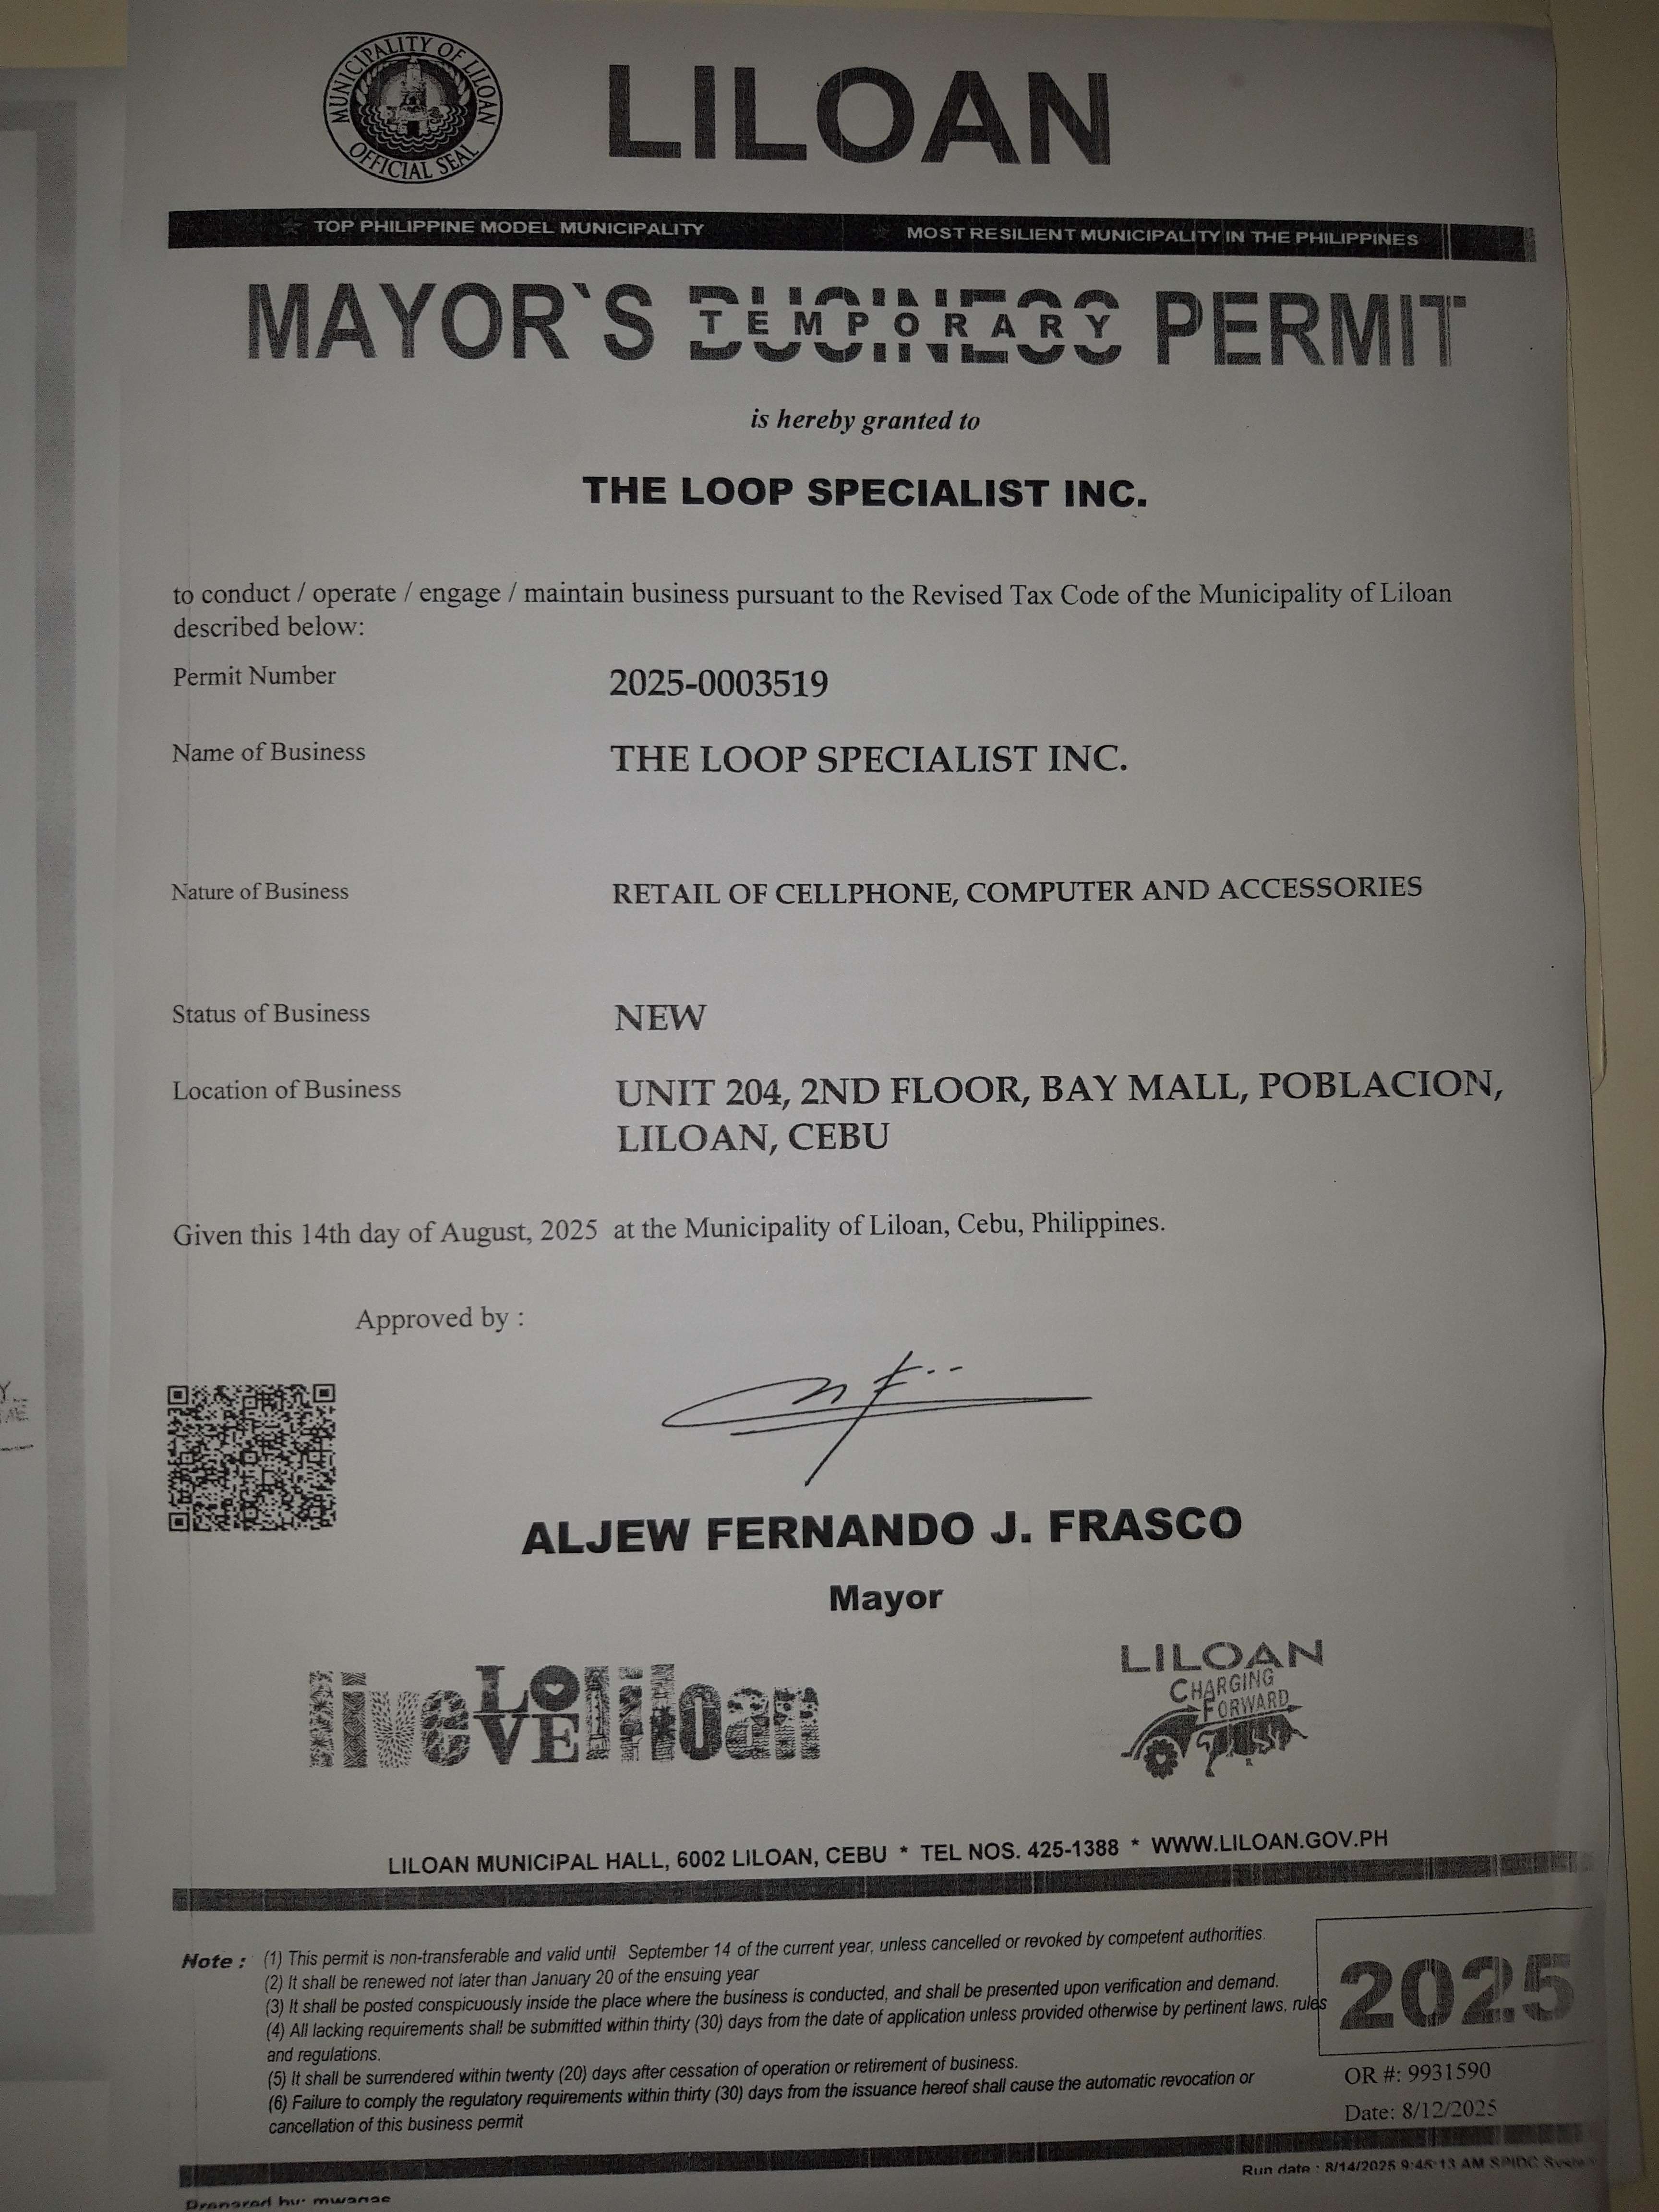 MUNICIPALITY OF LILOAN
OFFICIAL SEAL
LILOAN
TOP PHILIPPINE MODEL MUNICIPALITY MOST RESILIENT MUNICIPALITY IN THE PHILIPPINES
MAYOR`S BUSINESS PERMIT
TEMPORARY
is hereby granted to
THE LOOP SPECIALIST INC.
to conduct / operate / engage / maintain business pursuant to the Revised Tax Code of the Municipality of Liloan
described below:
Permit Number 2025-0003519
Name of Business THE LOOP SPECIALIST INC.
Nature of Business RETAIL OF CELLPHONE, COMPUTER AND ACCESSORIES
Status of Business NEW
Location of Business UNIT 204, 2ND FLOOR, BAY MALL, POBLACION,
LILOAN, CEBU
Given this 14th day of August, 2025 at the Municipality of Liloan, Cebu, Philippines.
Approved by :
ALJEW FERNANDO J. FRASCO
Mayor
live LOVE liloan
LILOAN
CHARGING
FORWARD
LILOAN MUNICIPAL HALL, 6002 LILOAN, CEBU * TEL NOS. 425-1388 * WWW.LILOAN.GOV.PH
Note : (1) This permit is non-transferable and valid until September 14 of the current year, unless cancelled or revoked by competent authorities.
(2) It shall be renewed not later than January 20 of the ensuing year
(3) It shall be posted conspicuously inside the place where the business is conducted, and shall be presented upon verification and demand.
(4) All lacking requirements shall be submitted within thirty (30) days from the date of application unless provided otherwise by pertinent laws, rules
and regulations.
(5) It shall be surrendered within twenty (20) days after cessation of operation or retirement of business.
(6) Failure to comply the regulatory requirements within thirty (30) days from the issuance hereof shall cause the automatic revocation or
cancellation of this business permit
2025
OR #: 9931590
Date: 8/12/2025
Run date : 8/14/2025 9:45:13 AM SPIDC
Prepared by: mwagas